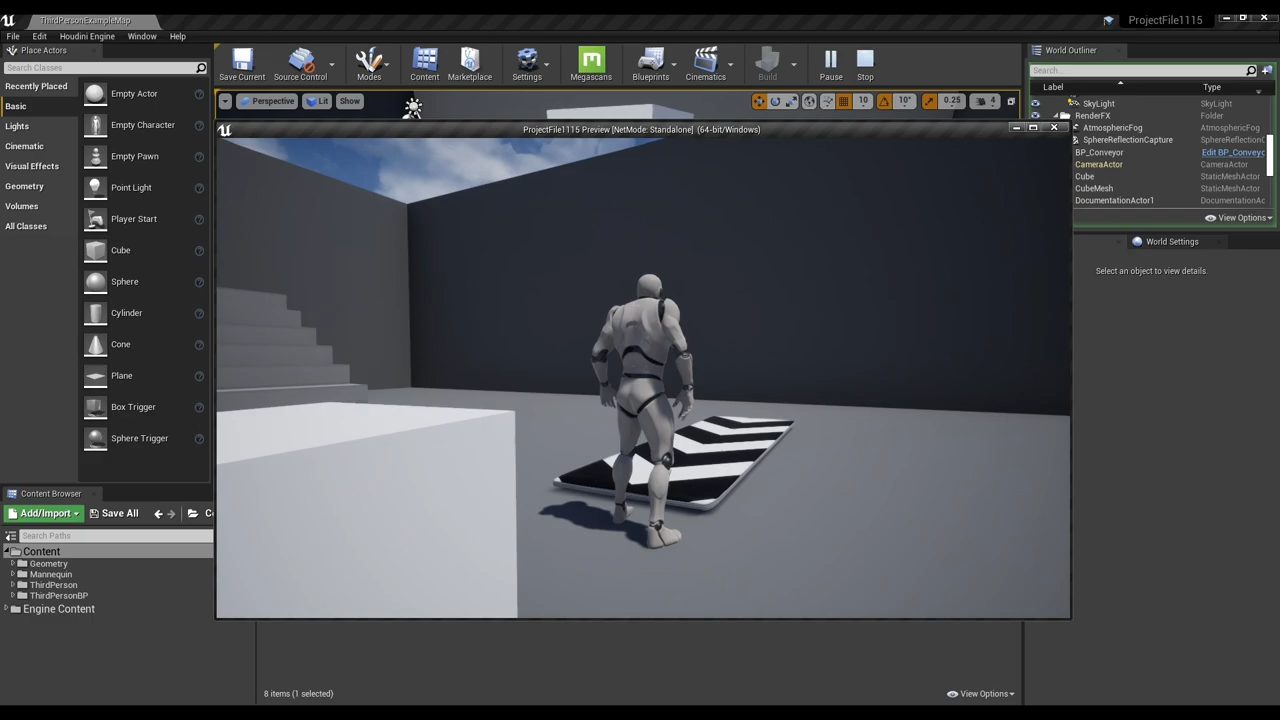 ThirdPersonExampleMap
ProjectFile1115
File Edit Houdini Engine Window Help
Place Actors
Search Classes
Recently Placed
Basic
Lights
Cinematic
Visual Effects
Geometry
Volumes
All Classes
Empty Actor
Empty Character
Empty Pawn
Point Light
Player Start
Cube
Sphere
Cylinder
Cone
Plane
Box Trigger
Sphere Trigger
Save Current
Source Control
Modes
Content
Marketplace
Settings
Megascans
Blueprints
Cinematics
Build
Pause
Stop
Perspective Lit Show
10 10° 0.25 4
ProjectFile1115 Preview [NetMode: Standalone] (64-bit/Windows)
World Outliner
Search...
Label Type
SkyLight SkyLight
RenderFX Folder
AtmosphericFog AtmosphericFog
SphereReflectionCapture SphereReflectionC
BP_Conveyor Edit BP_Conveyo
CameraActor CameraActor
Cube StaticMeshActor
CubeMesh StaticMeshActor
DocumentationActor1 DocumentationAc
View Options
World Settings
Select an object to view details.
Content Browser
Add/Import Save All
Search Paths
Content
Geometry
Mannequin
ThirdPerson
ThirdPersonBP
Engine Content
8 items (1 selected)
View Options